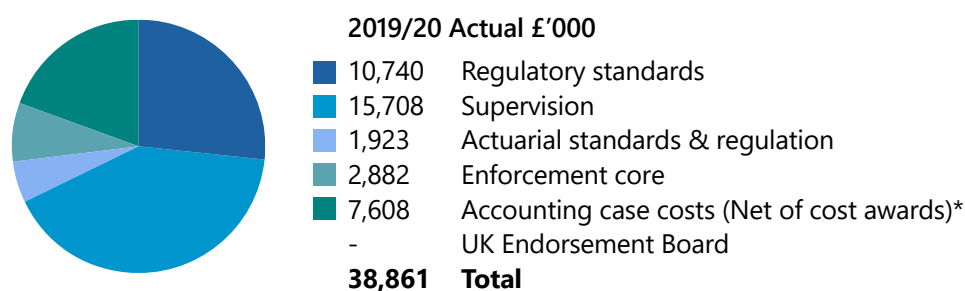 2019/20 Actual £’000
10,740 Regulatory standards
15,708 Supervision
1,923 Actuarial standards & regulation
2,882 Enforcement core
7,608 Accounting case costs (Net of cost awards)*
- UK Endorsement Board
38,861 Total